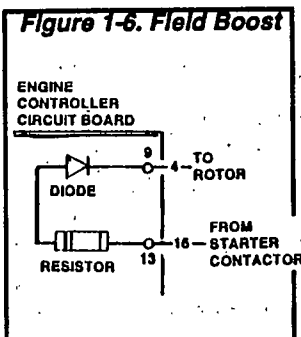 Figure 1-6. Field Boost
ENGINE
CONTROLLER
CIRCUIT BOARD
9
4
TO
ROTOR
DIODE
FROM
16
STARTER
13
CONTACTOR
RESISTOR